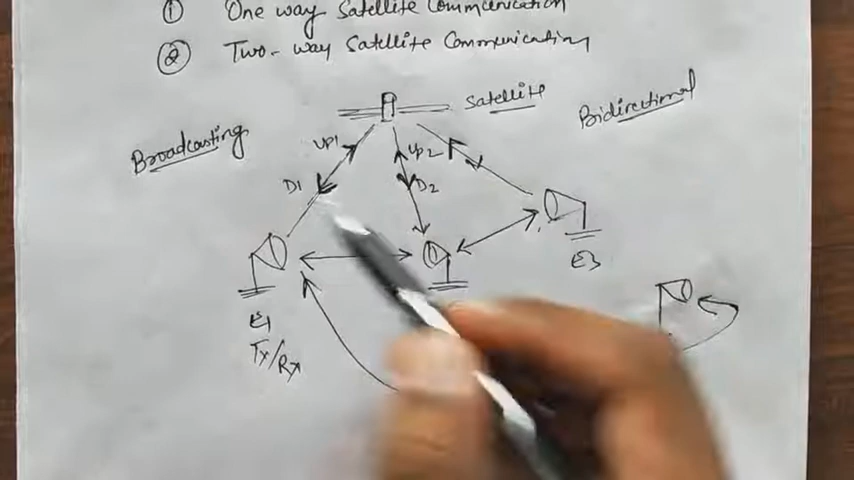 ① One way Satellite Communication
② Two-way Satellite Communication
Satellite
Bidirectional
Broadcasting
UP1
UP2
D1
D2
E3
E1
Tx/Rx